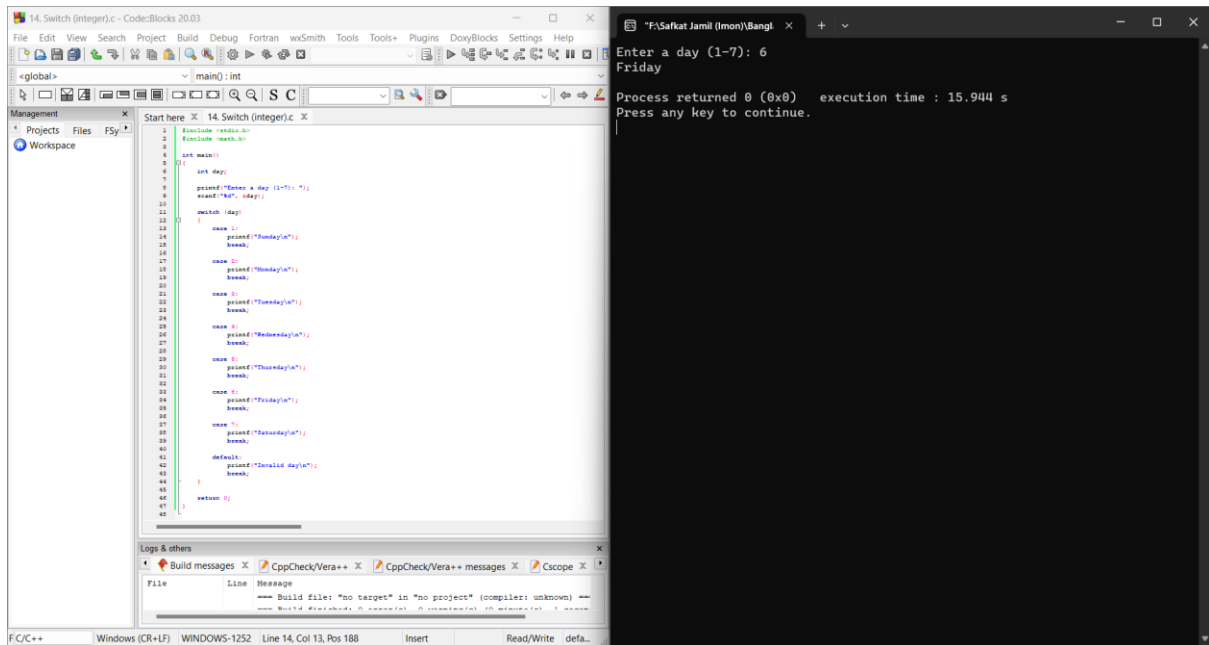 14. Switch (integer).c - Code::Blocks 20.03
File Edit View Search Project Build Debug Fortran wxSmith Tools Tools+ Plugins DoxyBlocks Settings Help
<global>
main() : int
S C
Management
Projects Files FSy
Workspace
Start here
14. Switch (integer).c
1 #include <stdio.h>
2 #include <math.h>
3
4 int main()
5 {
6 int day;
7
8 printf("Enter a day (1-7): ");
9 scanf("%d", &day);
10
11 switch (day)
12 {
13 case 1:
14 printf("Sunday\n");
15 break;
16
17 case 2:
18 printf("Monday\n");
19 break;
20
21 case 3:
22 printf("Tuesday\n");
23 break;
24
25 case 4:
26 printf("Wednesday\n");
27 break;
28
29 case 5:
30 printf("Thursday\n");
31 break;
32
33 case 6:
34 printf("Friday\n");
35 break;
36
37 case 7:
38 printf("Saturday\n");
39 break;
40
41 default:
42 printf("Invalid day\n");
43 break;
44 }
45
46 return 0;
47 }
48
Logs & others
Build messages X CppCheck/Vera++ X CppCheck/Vera++ messages X Cscope X
File Line Message
=== Build file: "no target" in "no project" (compiler: unknown) ===
F C/C++ Windows (CR+LF) WINDOWS-1252 Line 14, Col 13, Pos 188 Insert Read/Write defa...
"F:\Safkat Jamil (Imon)\Bangl
Enter a day (1-7): 6
Friday
Process returned 0 (0x0) execution time : 15.944 s
Press any key to continue.